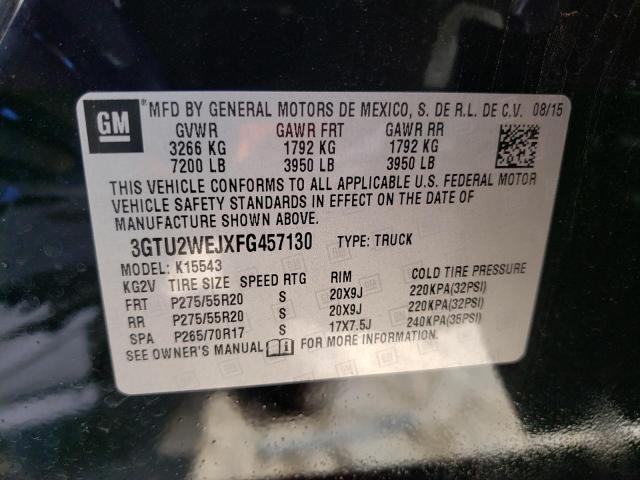 GM
® MFD BY GENERAL MOTORS DE MEXICO, S. DE R.L. DE C.V. 08/15
GVWR GAWR FRT GAWR RR
3266 KG 1792 KG 1792 KG
7200 LB 3950 LB 3950 LB
THIS VEHICLE CONFORMS TO ALL APPLICABLE U.S. FEDERAL MOTOR
VEHICLE SAFETY STANDARDS IN EFFECT ON THE DATE OF
MANUFACTURE SHOWN ABOVE.
3GTU2WEJXFG457130 TYPE: TRUCK
MODEL: K15543
KG2V TIRE SIZE SPEED RTG RIM COLD TIRE PRESSURE
FRT P275/55R20 S 20X9J 220KPA(32PSI)
RR P275/55R20 S 20X9J 220KPA(32PSI)
SPA P265/70R17 S 17X7.5J 240KPA(35PSI)
SEE OWNER'S MANUAL FOR MORE INFORMATION.